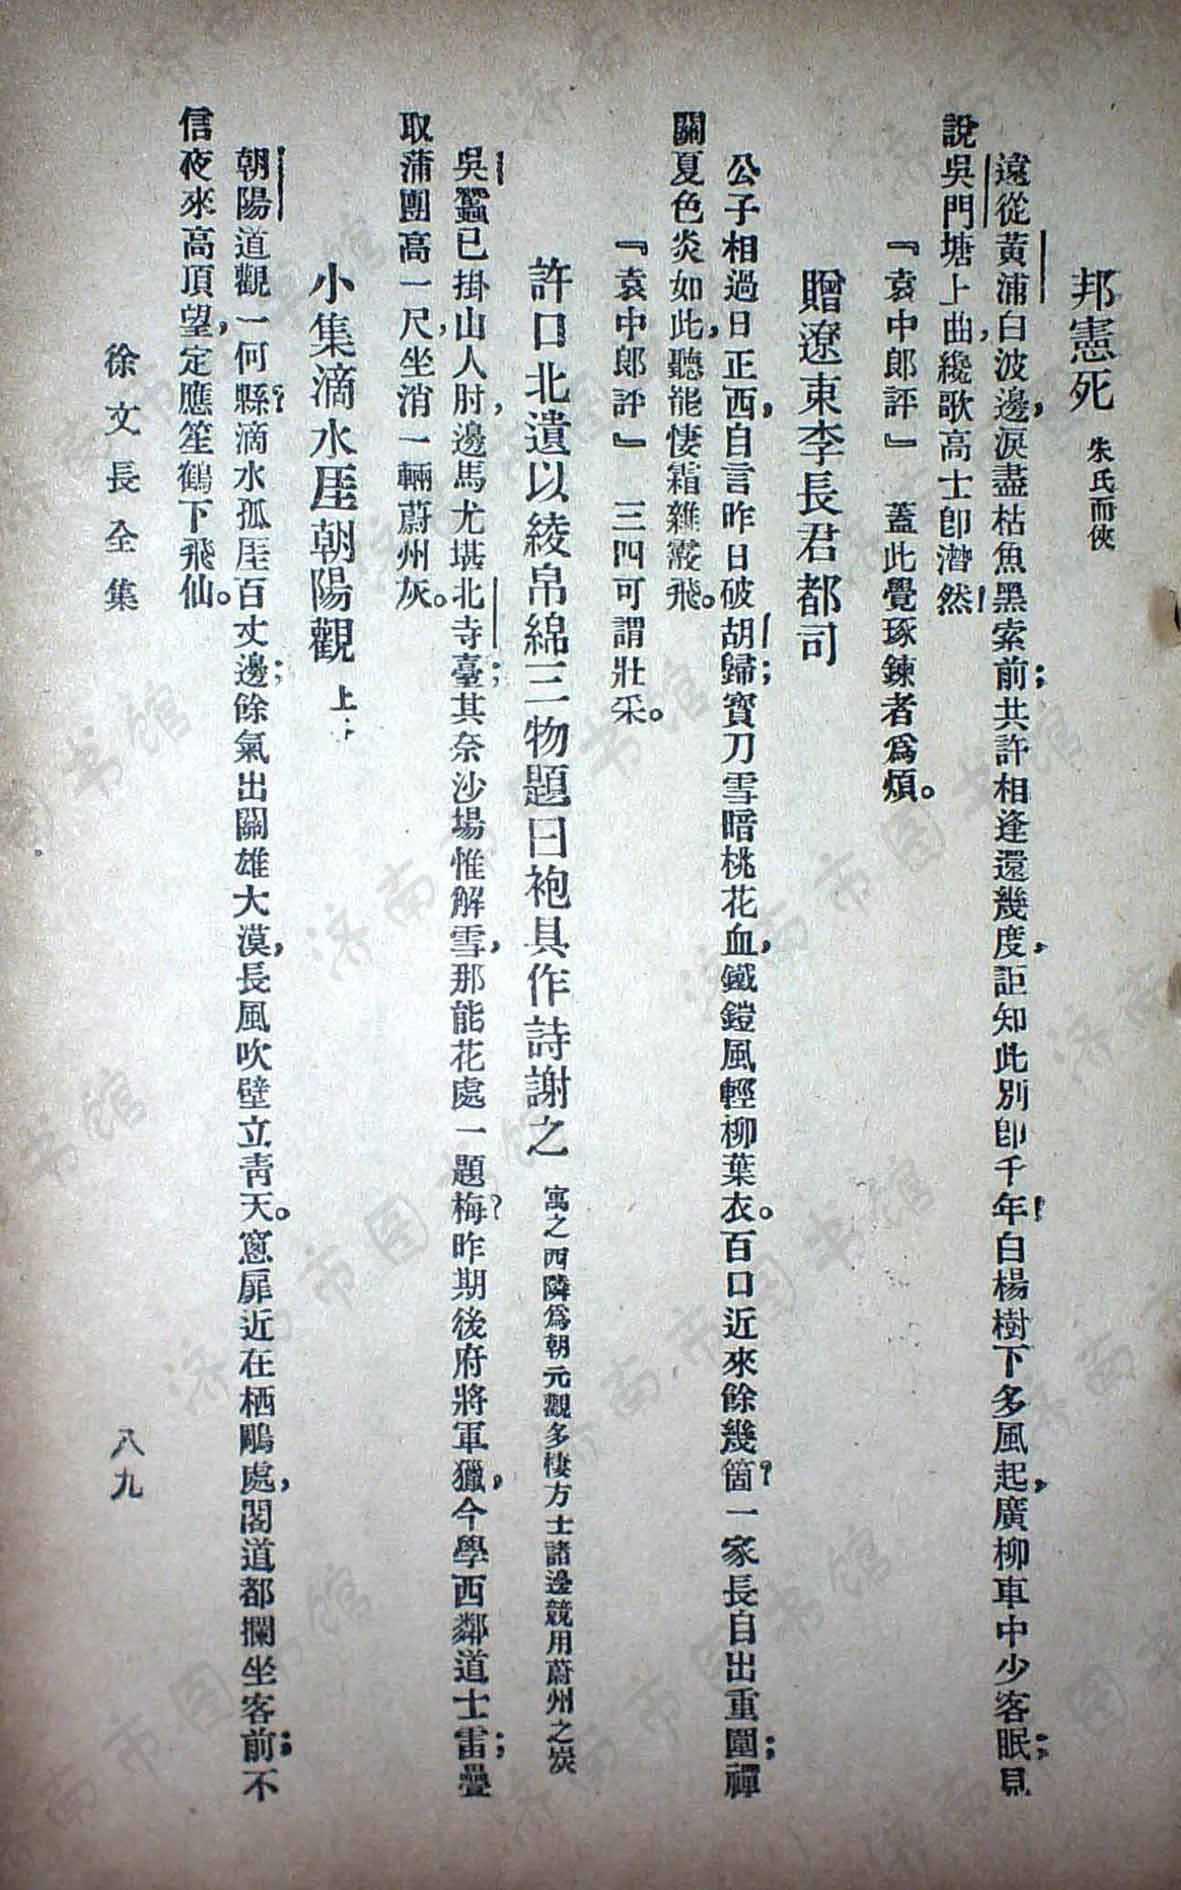 邦憲死 朱氏而俠
遠從黃浦白波邊，淚盡枯魚黑索前；共許相逢還幾度，詎知此別卽千年！白楊樹下多風起，廣柳車中少客眠；見
說吳門塘上曲，纔歌高士卽潸然！
『袁中郎評』 蓋此覺琢鍊者爲煩。
贈遼東李長君都司
公子相過日正西，自言昨日破胡歸；寶刀雪暗桃花血，鐵鎧風輕柳葉衣。百口近來餘幾箇？一家長自出重圍；禪
關夏色炎如此，聽能悽霜雜霰飛。
『袁中郎評』 三四可謂壯采。
許口北遺以綾帛綿三物題曰袍具作詩謝之 寓之西隣爲朝元觀多棲方士諸邊競用蔚州之炭
吳蠶已掛山人肘，邊馬尤堪北寺臺；其奈沙場惟解雪，那能花處一題梅？昨期後府將軍獵，今學西鄰道士雷；疊
取蒲團高一尺，坐消一輛蔚州灰。
小集滴水厓朝陽觀 上；
朝陽道觀一何縣？滴水孤厓百丈邊；餘氣出關雄大漠，長風吹壁立青天。窻扉近在栖鶻處，閣道都攔坐客前；不
信夜來高頂望，定應笙鶴下飛仙。
徐文長全集
八九
济南市图书馆